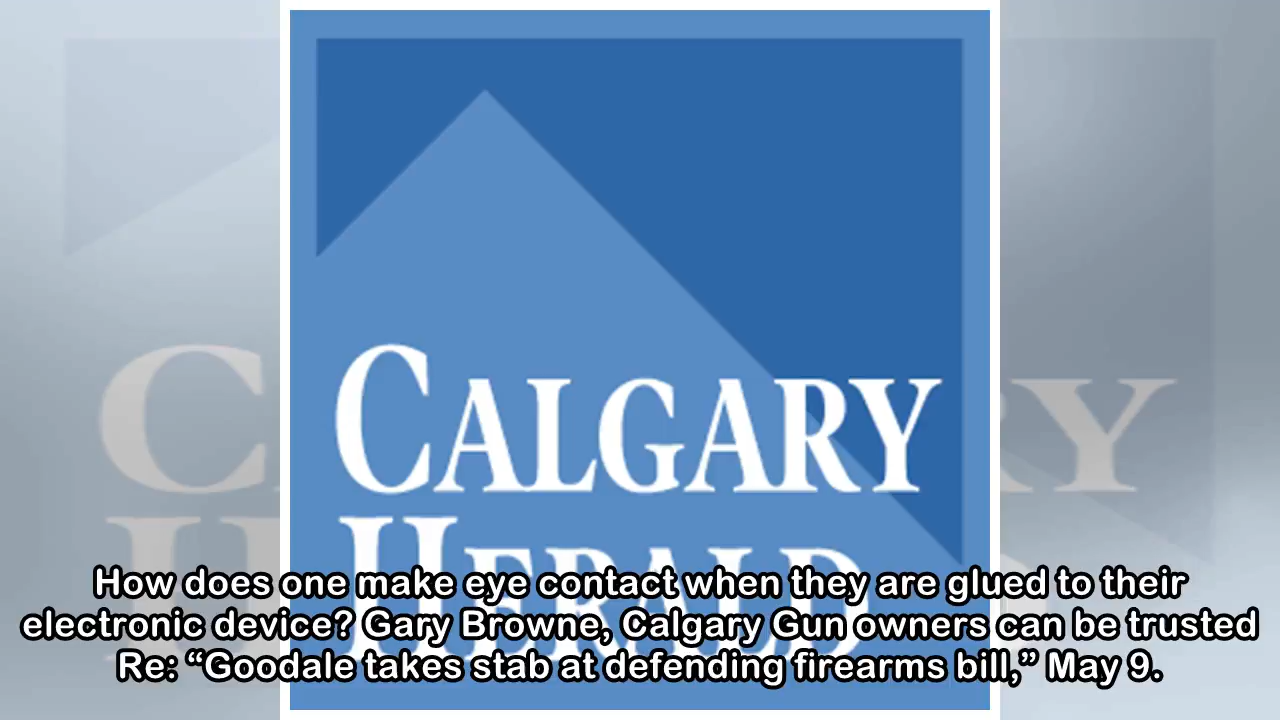 CALGARY
HERALD
How does one make eye contact when they are glued to their
electronic device? Gary Browne, Calgary Gun owners can be trusted
Re: “Goodale takes stab at defending firearms bill,” May 9.